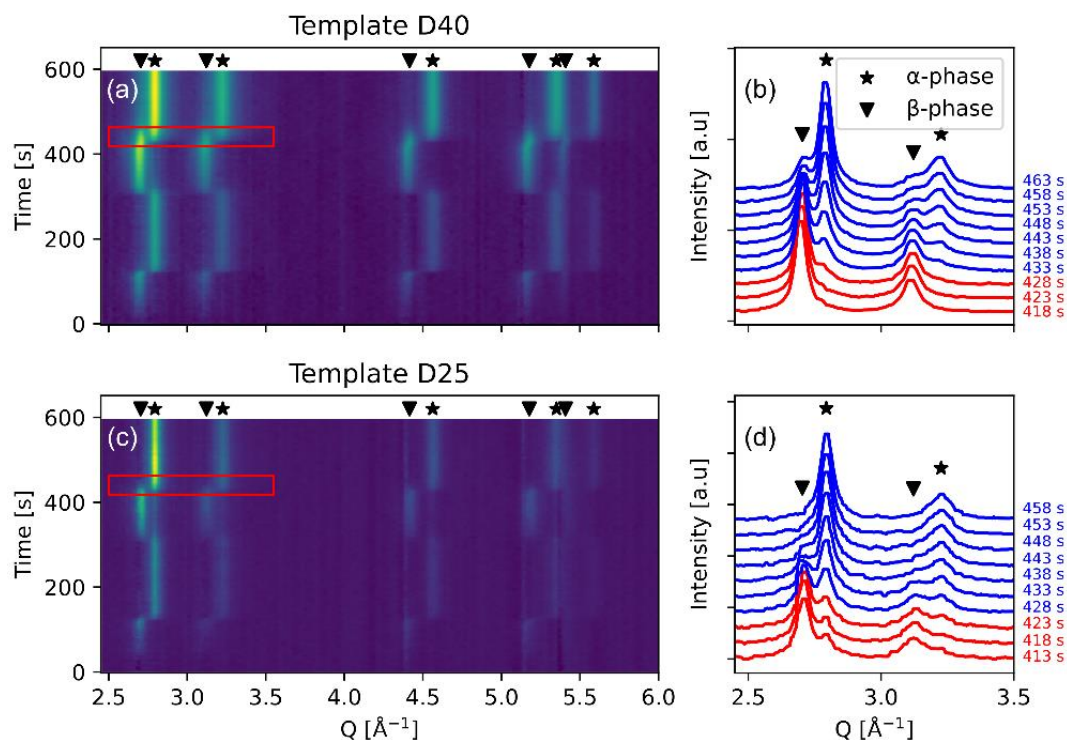 Template D40
(a)
Time [s]
600
400
200
0
(b)
Intensity [a.u]
★ α-phase
▼ β-phase
463 s
458 s
453 s
448 s
443 s
438 s
433 s
428 s
423 s
418 s
Template D25
(c)
Time [s]
600
400
200
0
2.5 3.0 3.5 4.0 4.5 5.0 5.5 6.0
Q [Å⁻¹]
(d)
Intensity [a.u]
458 s
453 s
448 s
443 s
438 s
433 s
428 s
423 s
418 s
413 s
2.5 3.0 3.5
Q [Å⁻¹]